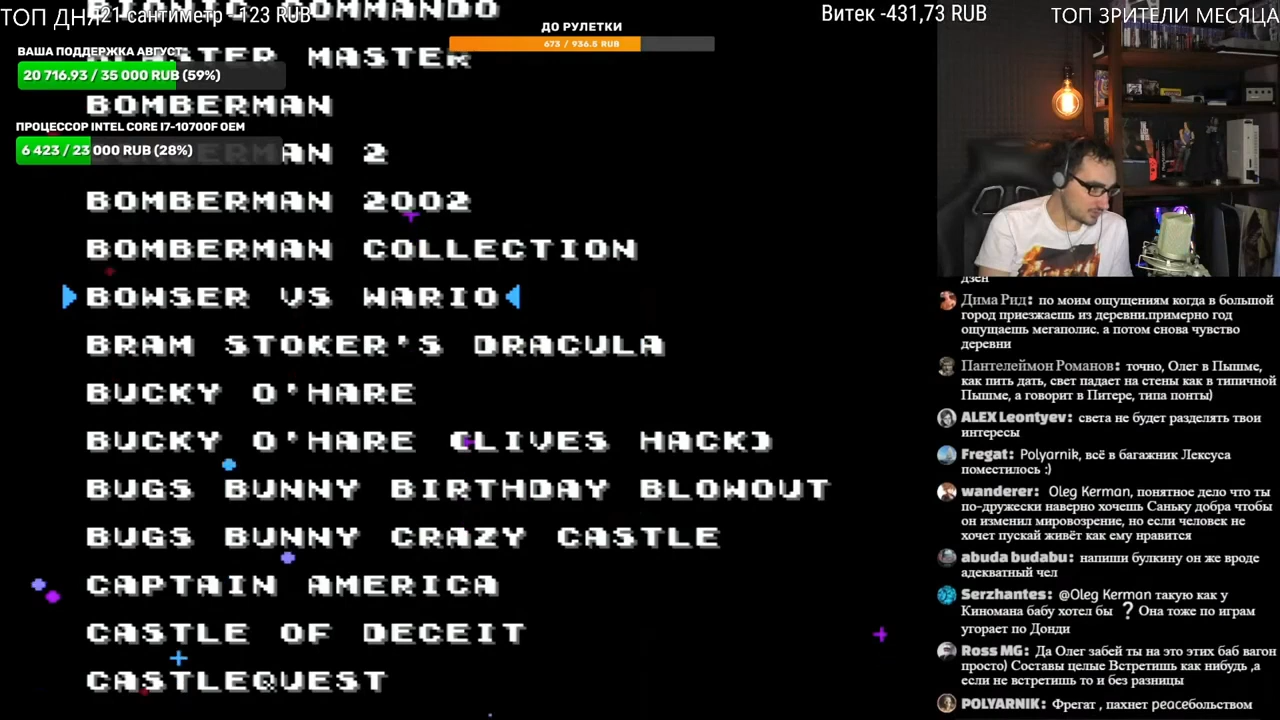 BIONIC COMMANDO
ТОП ДНЯ
121 сантиметр - 123 RUB
ДО РУЛЕТКИ
673 / 936.5 RUB
Витек -431,73 RUB
ТОП ЗРИТЕЛИ МЕСЯЦА
ВАША ПОДДЕРЖКА АВГУСТ
BLASTER MASTER
20 716.93 / 35 000 RUB (59%)
BOMBERMAN
ПРОЦЕССОР INTEL CORE I7-10700F OEM
6 423 / 23 000 RUB (28%)
BOMBERMAN 2
BOMBERMAN 2002
BOMBERMAN COLLECTION
BOWSER VS WARIO
BRAM STOKER'S DRACULA
BUCKY O'HARE
BUCKY O'HARE (LIVES HACK)
BUGS BUNNY BIRTHDAY BLOWOUT
BUGS BUNNY CRAZY CASTLE
CAPTAIN AMERICA
CASTLE OF DECEIT
CASTLEQUEST
дзен
Дима Рид: по моим ощущениям когда в большой
город приезжаешь из деревни.примерно год
ощущаешь мегаполис. а потом снова чувство
деревни
Пантелеймон Романов: точно, Олег в Пышме,
как пить дать, свет падает на стены как в типичной
Пышме, а говорит в Питере, типа понты)
ALEX Leontyev: света не будет разделять твои
интересы
Fregat: Polyarnik, всё в багажник Лексуса
поместилось :)
wanderer: Oleg Kerman, понятное дело что ты
по-дружески наверно хочешь Саньку добра чтобы
он изменил мировозрение, но если человек не
хочет пускай живёт как ему нравится
abuda budabu: напиши булкину он же вроде
адекватный чел
Serzhantes: @Oleg Kerman такую как у
Киномана бабу хотел бы ? Она тоже по играм
угорает по Донди
Ross MG: Да Олег забей ты на это этих баб вагон
просто) Составы целые Встретишь как нибудь ,а
если не встретишь то и без разницы
POLYARNIK: Фрегат , пахнет peaceбольством